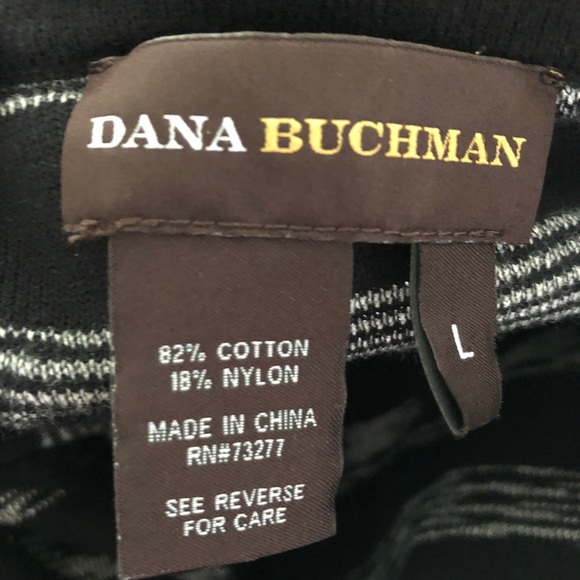 DANA BUCHMAN
L
82% COTTON
18% NYLON
MADE IN CHINA
RN#73277
SEE REVERSE
FOR CARE